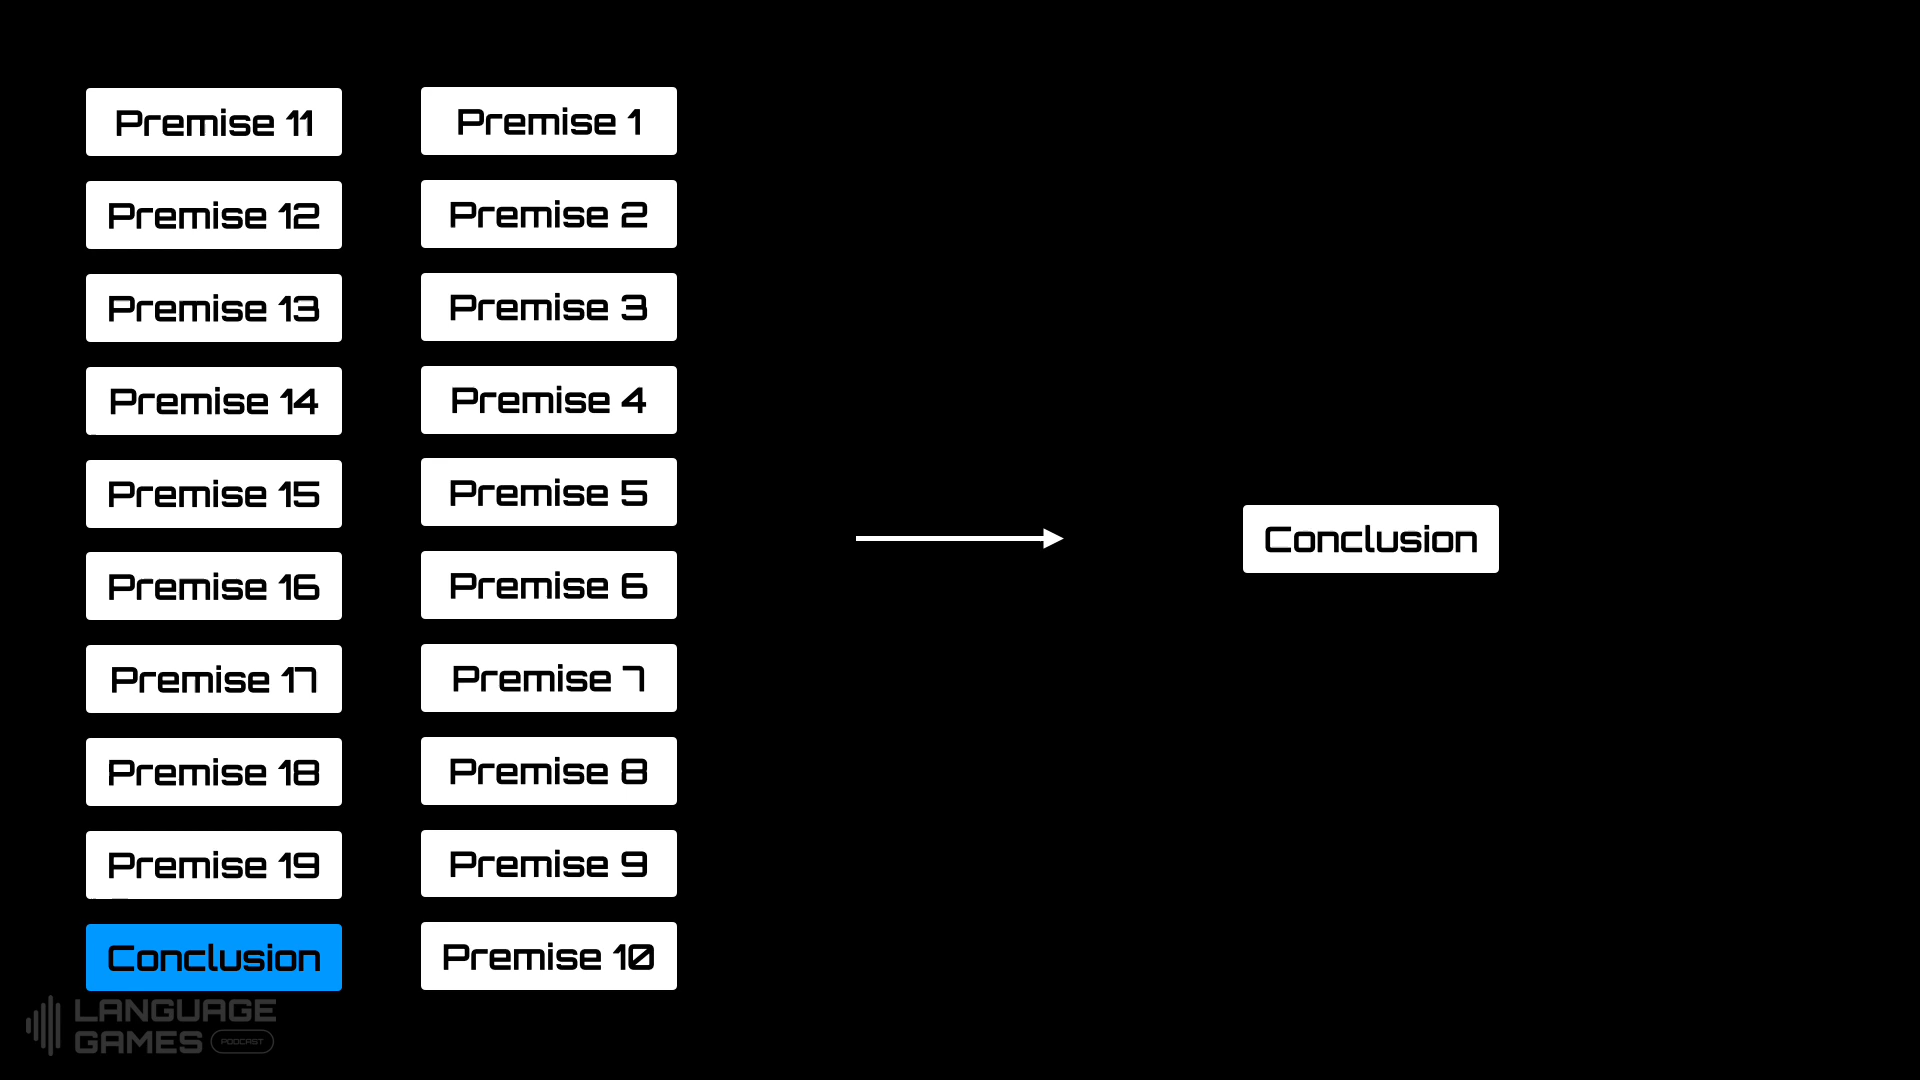 Premise 11
Premise 12
Premise 13
Premise 14
Premise 15
Premise 16
Premise 17
Premise 18
Premise 19
Conclusion
Premise 1
Premise 2
Premise 3
Premise 4
Premise 5
Premise 6
Premise 7
Premise 8
Premise 9
Premise 10
Conclusion
LANGUAGE
GAMES PODCAST